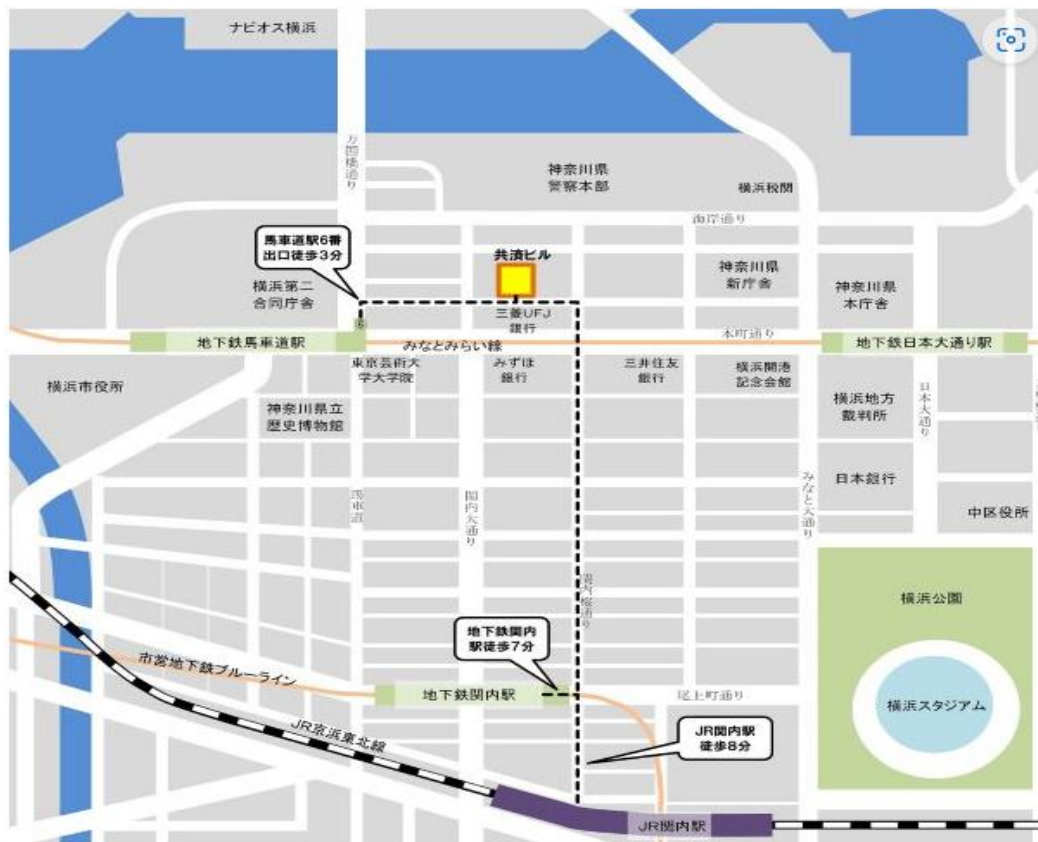 ナビオス横浜
万国橋通り
神奈川県
警察本部
横浜税関
海岸通り
馬車道駅6番
出口徒歩3分
共済ビル
横浜第二
合同庁舎
神奈川県
新庁舎
神奈川県
本庁舎
三菱UFJ
銀行
⑥
本町通り
地下鉄馬車道駅
みなとみらい線
地下鉄日本大通り駅
東京芸術大
学大学院
みずほ
銀行
三井住友
銀行
横浜開港
記念会館
横浜市役所
神奈川県立
歴史博物館
横浜地方
裁判所
日本大通り
日本銀行
馬車道
関内大通り
みなと大通り
中区役所
関内桜通り
横浜公園
地下鉄関内
駅徒歩7分
市営地下鉄ブルーライン
地下鉄関内駅
尾上町通り
横浜スタジアム
JR京浜東北線
JR関内駅
徒歩8分
JR関内駅